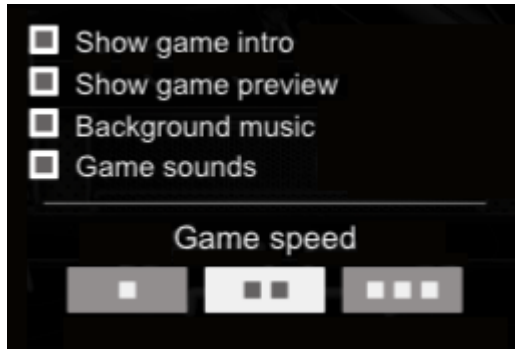 Show game intro
Show game preview
Background music
Game sounds
Game speed